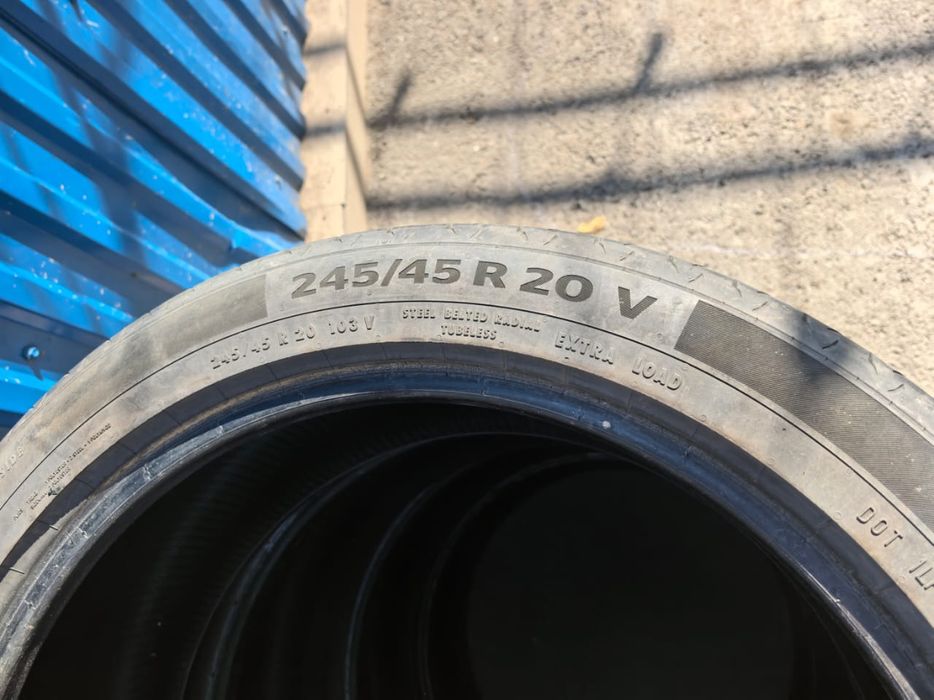 245/45 R 20 V
245/45 R 20 103 V
STEEL BELTED RADIAL
TUBELESS
EXTRA LOAD
DOT